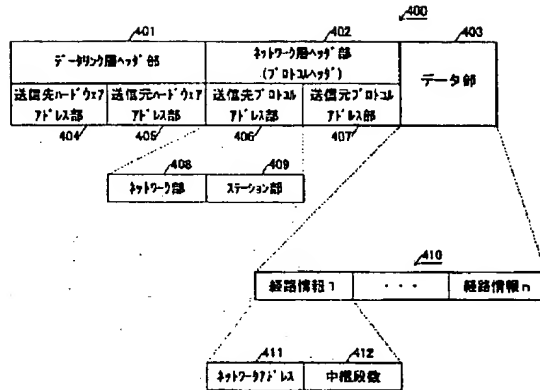 400
401
402
403
データリンク層ヘッダ部
ネットワーク層ヘッダ部
(プロトコルヘッダ)
データ部
送信先ハードウェア
アドレス部
送信元ハードウェア
アドレス部
送信先プロトコル
アドレス部
送信元プロトコル
アドレス部
404
405
406
407
408
409
ネットワーク部
ステーション部
410
経路情報1
・・・
経路情報n
411
412
ネットワークアドレス
中継段数